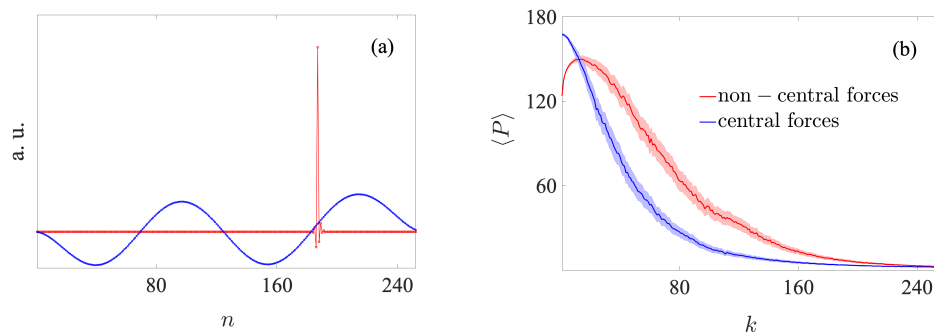 (a)
a. u.
80
160
240
n
(b)
180
120
60
⟨P⟩
non − central forces
central forces
80
160
240
k